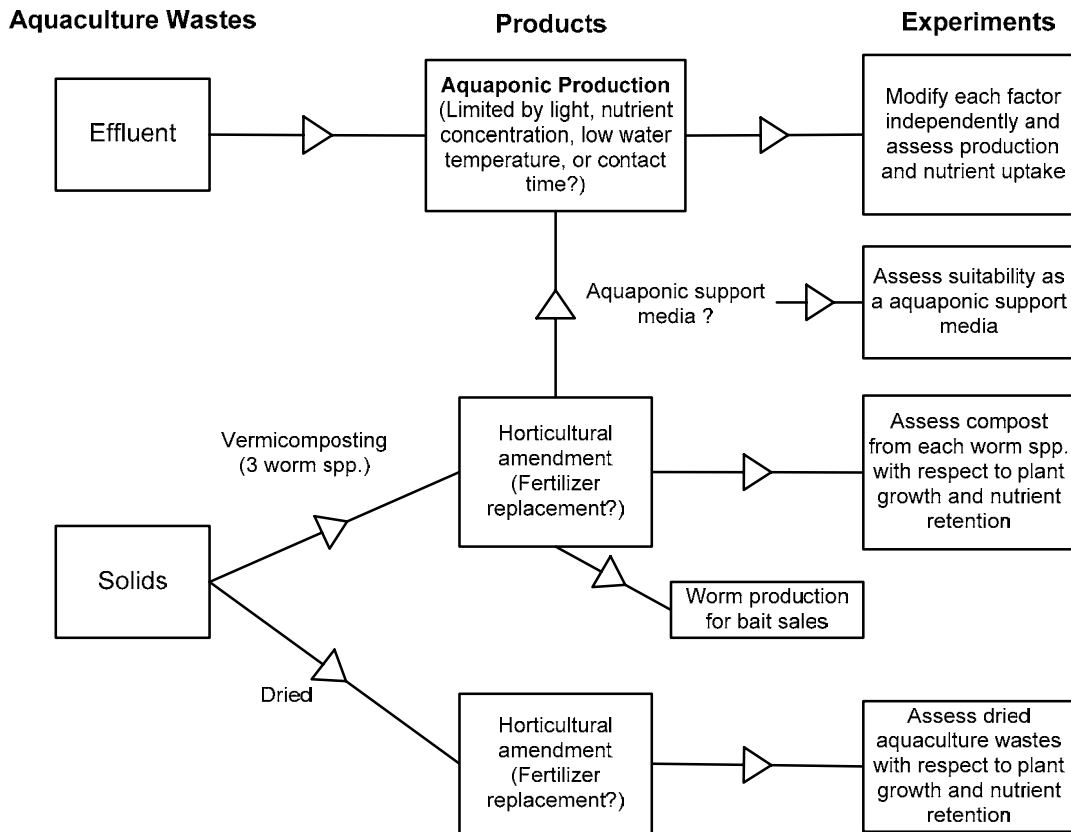 Aquaculture Wastes
Products
Experiments
Effluent
Aquaponic Production
(Limited by light, nutrient
concentration, low water
temperature, or contact
time?)
Modify each factor
independently and
assess production
and nutrient uptake
Aquaponic support
media ?
Assess suitability as
a aquaponic support
media
Vermicomposting
(3 worm spp.)
Horticultural
amendment
(Fertilizer
replacement?)
Assess compost
from each worm spp.
with respect to plant
growth and nutrient
retention
Solids
Worm production
for bait sales
Dried
Horticultural
amendment
(Fertilizer
replacement?)
Assess dried
aquaculture wastes
with respect to plant
growth and nutrient
retention